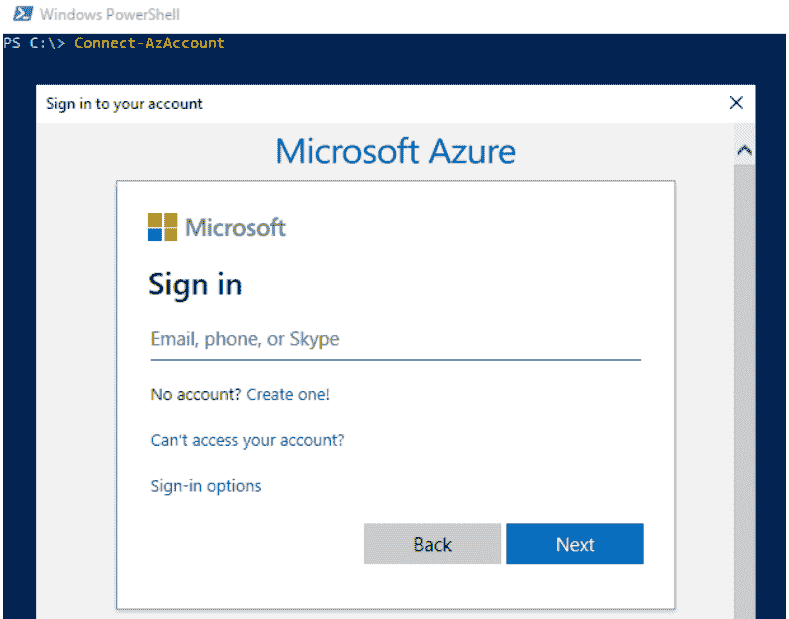 Windows PowerShell
PS C:\> Connect-AzAccount
Sign in to your account
Microsoft Azure
Microsoft
Sign in
Email, phone, or Skype
No account? Create one!
Can't access your account?
Sign-in options
Back Next